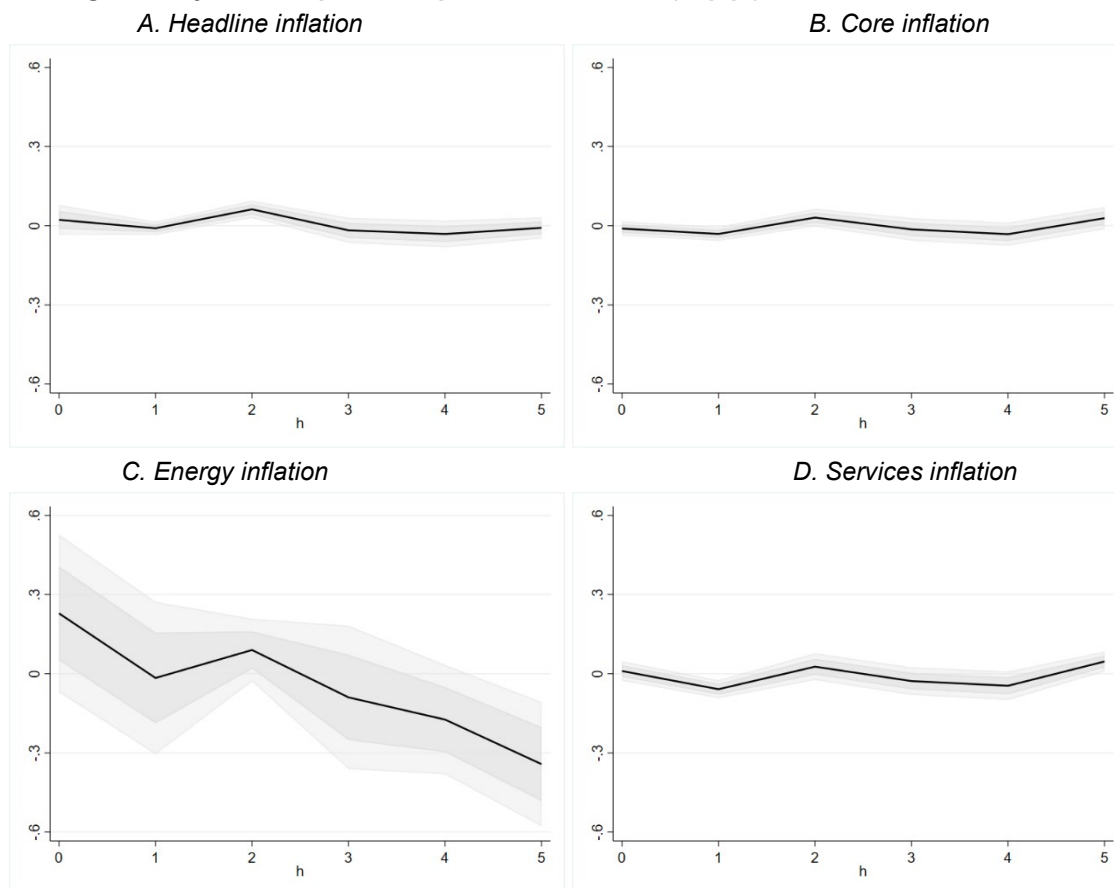 A. Headline inflation
B. Core inflation
.6
.3
0
-.3
-.6
0 1 2 3 4 5
h
.6
.3
0
-.3
-.6
0 1 2 3 4 5
h
C. Energy inflation
D. Services inflation
.6
.3
0
-.3
-.6
0 1 2 3 4 5
h
.6
.3
0
-.3
-.6
0 1 2 3 4 5
h